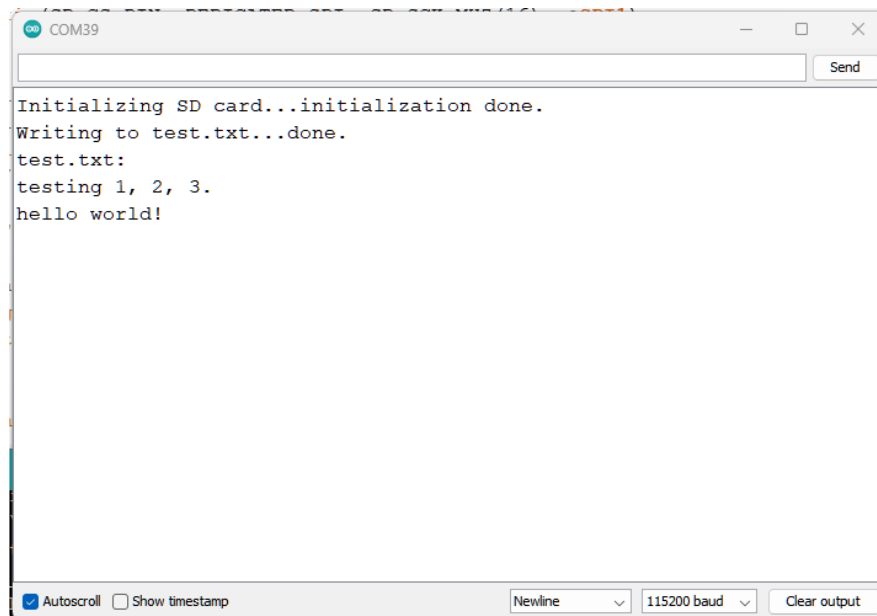 COM39
Send
Initializing SD card...initialization done.
Writing to test.txt...done.
test.txt:
testing 1, 2, 3.
hello world!
Autoscroll Show timestamp Newline 115200 baud Clear output